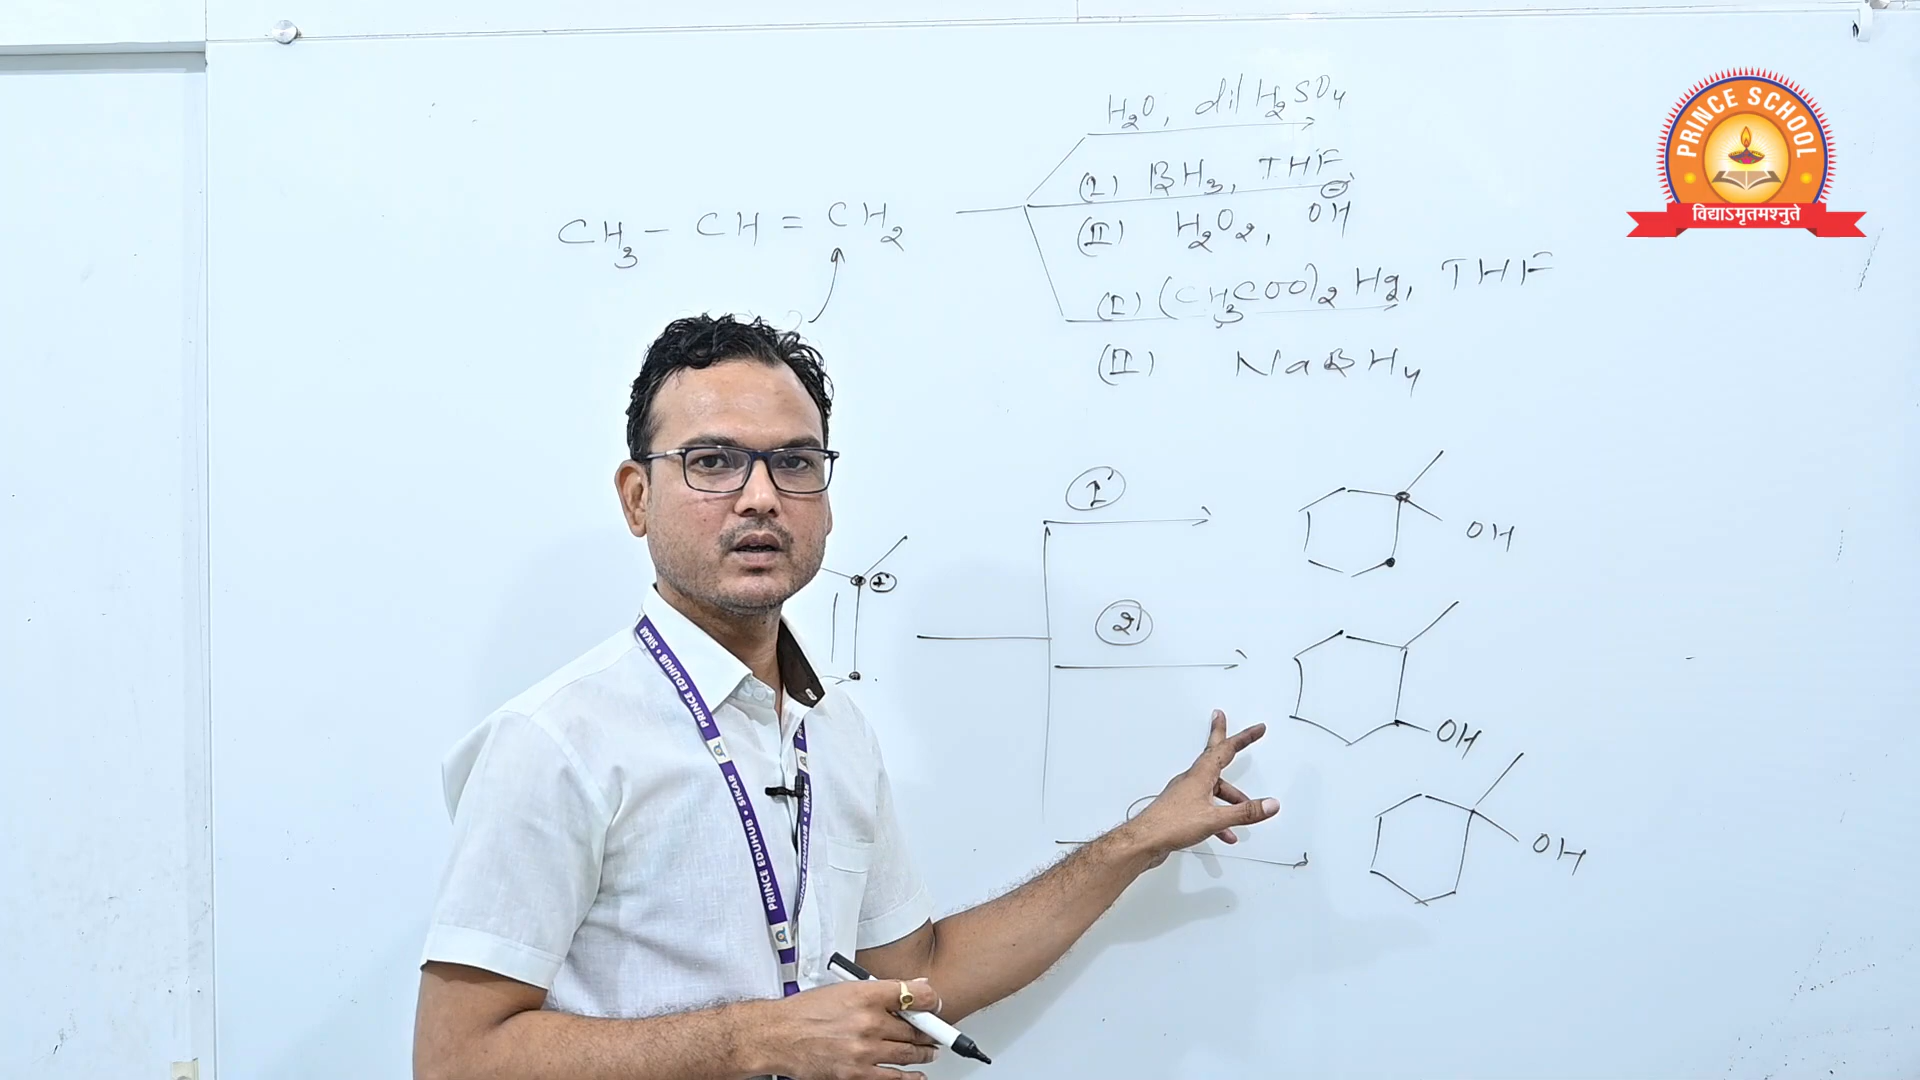 PRINCE SCHOOL
विद्याऽमृतमश्नुते
H₂O, dil H₂SO₄
(I) BH₃, THF
CH₃ - CH = CH₂
(II) H₂O₂, OH⊖
(I) (CH₃COO)₂ Hg, THF
(II) NaBH₄
1
OH
2
OH
OH
PRINCE EDUHUB • SIKAR